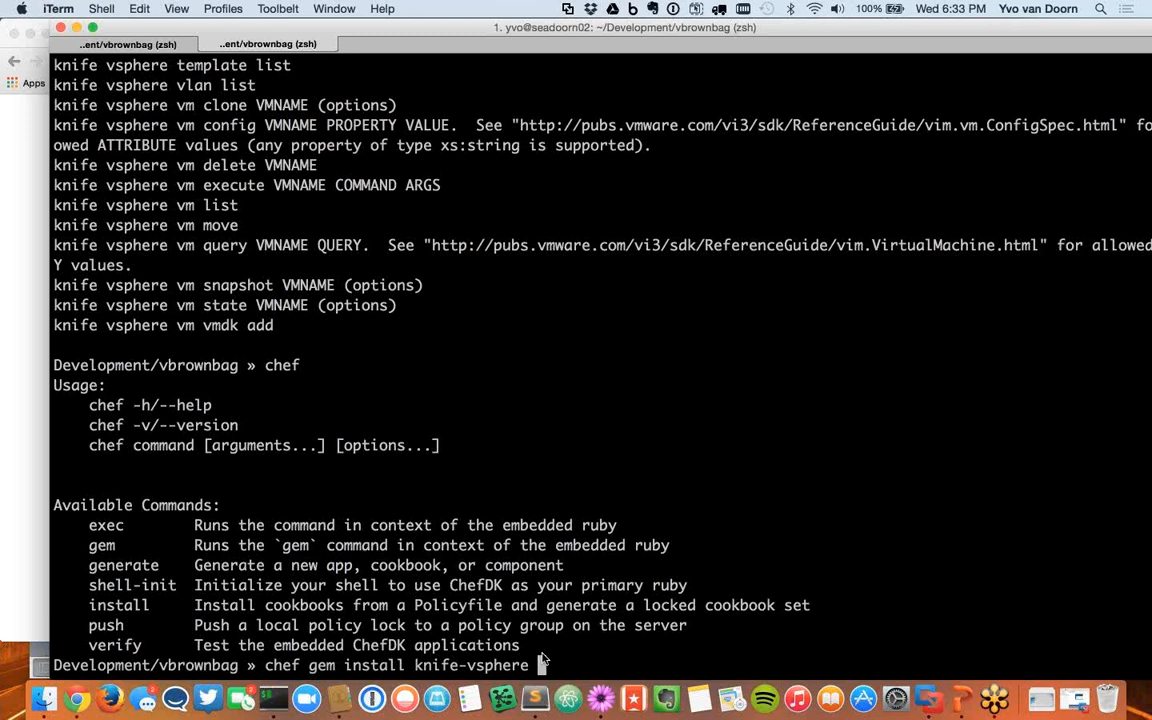 iTerm Shell Edit View Profiles Toolbelt Window Help 100% Wed 6:33 PM Yvo van Doorn
1. yvo@seadoorn02: ~/Development/vbrownbag (zsh)
..ent/vbrownbag (zsh) ..ent/vbrownbag (zsh)
Apps
knife vsphere template list
knife vsphere vlan list
knife vsphere vm clone VMNAME (options)
knife vsphere vm config VMNAME PROPERTY VALUE.  See "http://pubs.vmware.com/vi3/sdk/ReferenceGuide/vim.vm.ConfigSpec.html" fo
owed ATTRIBUTE values (any property of type xs:string is supported).
knife vsphere vm delete VMNAME
knife vsphere vm execute VMNAME COMMAND ARGS
knife vsphere vm list
knife vsphere vm move
knife vsphere vm query VMNAME QUERY.  See "http://pubs.vmware.com/vi3/sdk/ReferenceGuide/vim.VirtualMachine.html" for allowed
Y values.
knife vsphere vm snapshot VMNAME (options)
knife vsphere vm state VMNAME (options)
knife vsphere vm vmdk add
Development/vbrownbag » chef
Usage:
chef -h/--help
chef -v/--version
chef command [arguments...] [options...]
Available Commands:
exec Runs the command in context of the embedded ruby
gem Runs the `gem` command in context of the embedded ruby
generate Generate a new app, cookbook, or component
shell-init Initialize your shell to use ChefDK as your primary ruby
install Install cookbooks from a Policyfile and generate a locked cookbook set
push Push a local policy lock to a policy group on the server
verify Test the embedded ChefDK applications
Development/vbrownbag » chef gem install knife-vsphere